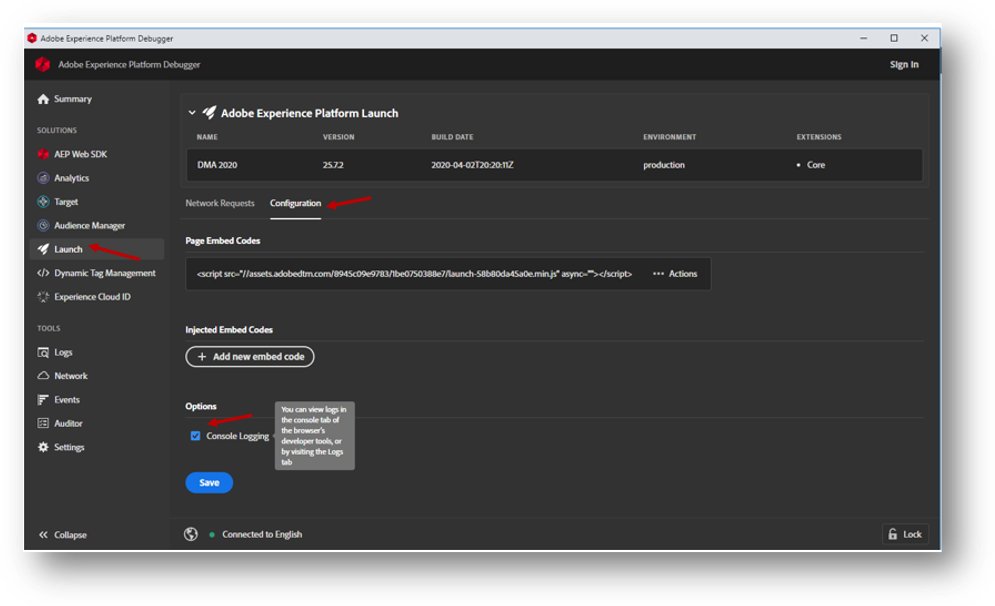 Adobe Experience Platform Debugger
Adobe Experience Platform Debugger
Sign In
Summary
SOLUTIONS
AEP Web SDK
Analytics
Target
Audience Manager
Launch
Dynamic Tag Management
Experience Cloud ID
TOOLS
Logs
Network
Events
Auditor
Settings
Collapse
Adobe Experience Platform Launch
NAME VERSION BUILD DATE ENVIRONMENT EXTENSIONS
DMA 2020 25.7.2 2020-04-02T20:20:11Z production • Core
Network Requests Configuration
Page Embed Codes
<script src="//assets.adobedtm.com/8945c09e9783/1be0750388e7/launch-58b80da45a0e.min.js" async=""></script> ••• Actions
Injected Embed Codes
+ Add new embed code
Options
Console Logging
You can view logs in
the console tab of
the browser's
developer tools, or
by visiting the Logs
tab
Save
Connected to English
Lock